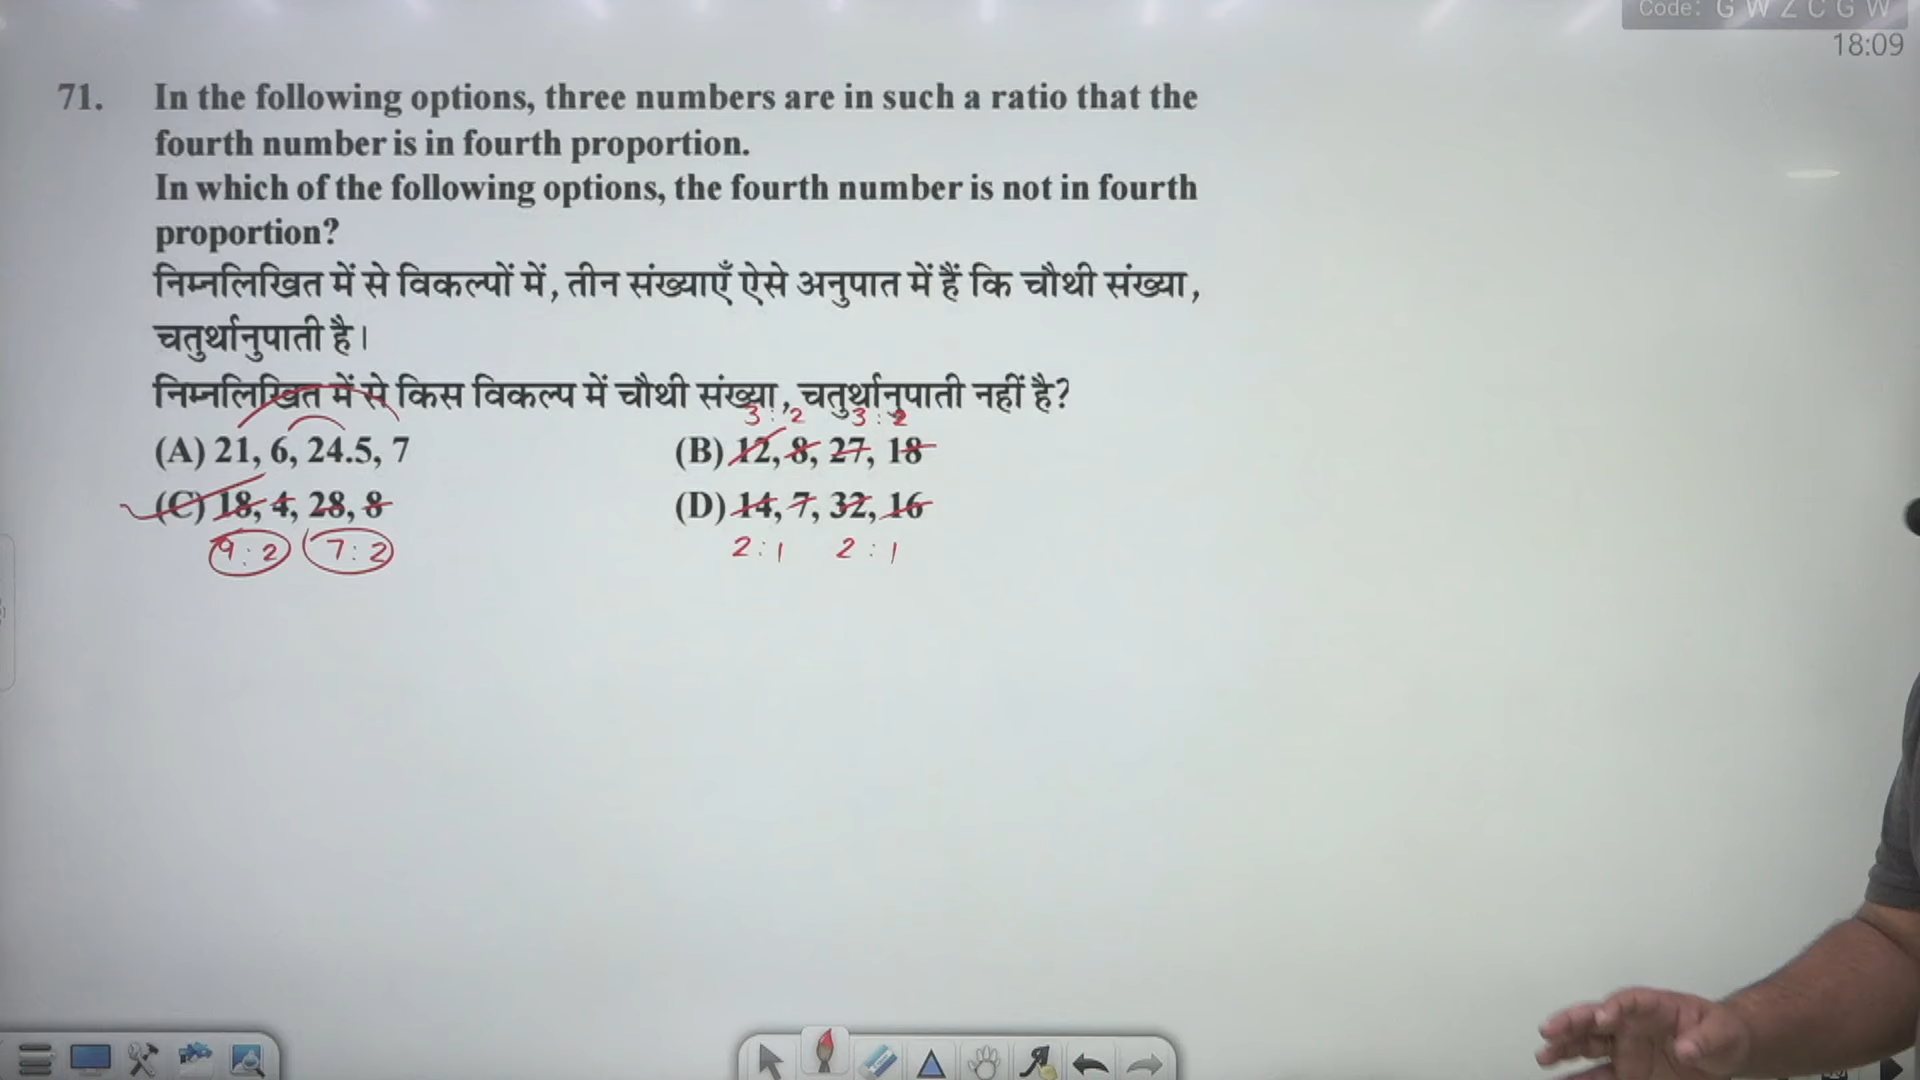 Code: G W Z C G W
18:09
71. In the following options, three numbers are in such a ratio that the
fourth number is in fourth proportion.
In which of the following options, the fourth number is not in fourth
proportion?
निम्नलिखित में से विकल्पों में, तीन संख्याएँ ऐसे अनुपात में हैं कि चौथी संख्या,
चतुर्थानुपाती है।
निम्नलिखित में से किस विकल्प में चौथी संख्या, चतुर्थानुपाती नहीं है?
3 : 2 3 : 2
(A) 21, 6, 24.5, 7 (B) 12, 8, 27, 18
(C) 18, 4, 28, 8 (D) 14, 7, 32, 16
9 : 2 7 : 2 2 : 1 2 : 1